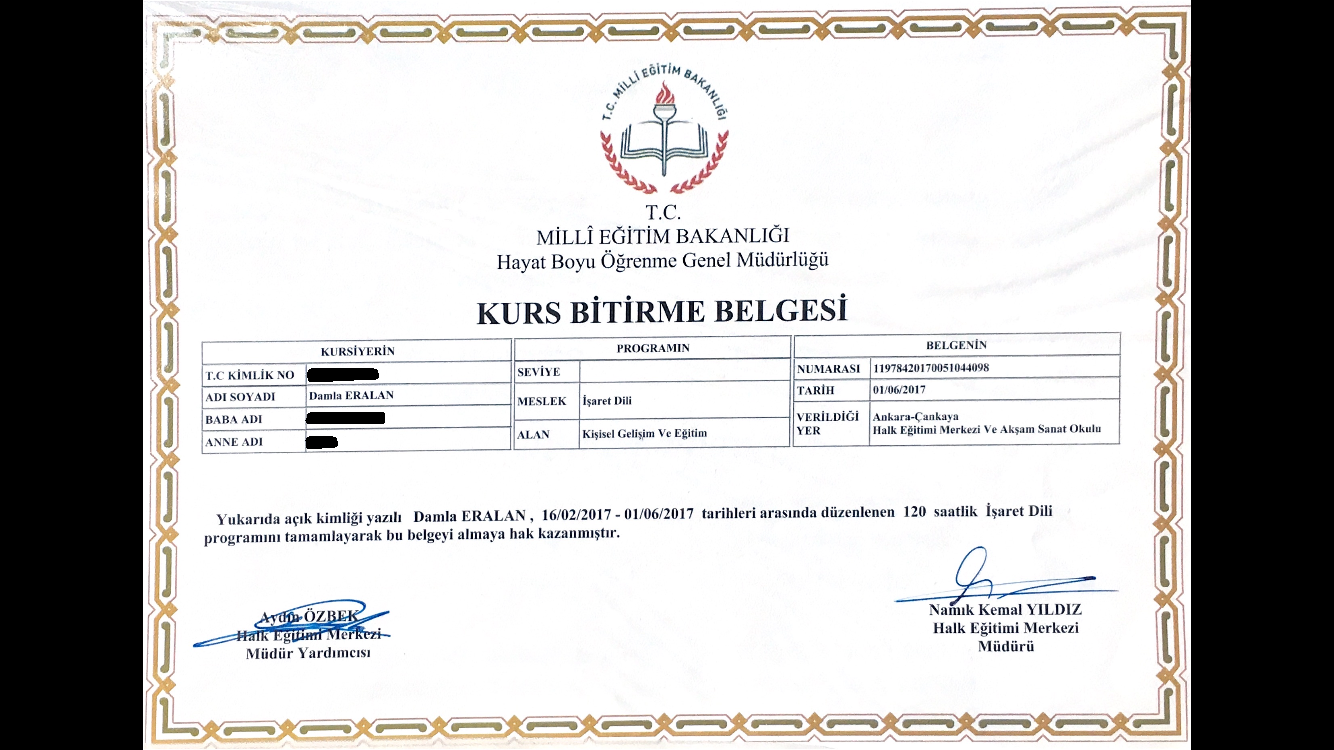 T.C. MİLLÎ EĞİTİM BAKANLIĞI
T.C.
MİLLÎ EĞİTİM BAKANLIĞI
Hayat Boyu Öğrenme Genel Müdürlüğü
KURS BİTİRME BELGESİ
KURSİYERİN
T.C KİMLİK NO
ADI SOYADI Damla ERALAN
BABA ADI
ANNE ADI
PROGRAMIN
SEVİYE
MESLEK İşaret Dili
ALAN Kişisel Gelişim Ve Eğitim
BELGENİN
NUMARASI 11978420170051044098
TARİH 01/06/2017
VERİLDİĞİ Ankara-Çankaya
YER Halk Eğitimi Merkezi Ve Akşam Sanat Okulu
Yukarıda açık kimliği yazılı Damla ERALAN , 16/02/2017 - 01/06/2017 tarihleri arasında düzenlenen 120 saatlik İşaret Dili
programını tamamlayarak bu belgeyi almaya hak kazanmıştır.
Aydın ÖZBEK
Halk Eğitimi Merkezi
Müdür Yardımcısı
Namık Kemal YILDIZ
Halk Eğitimi Merkezi
Müdürü